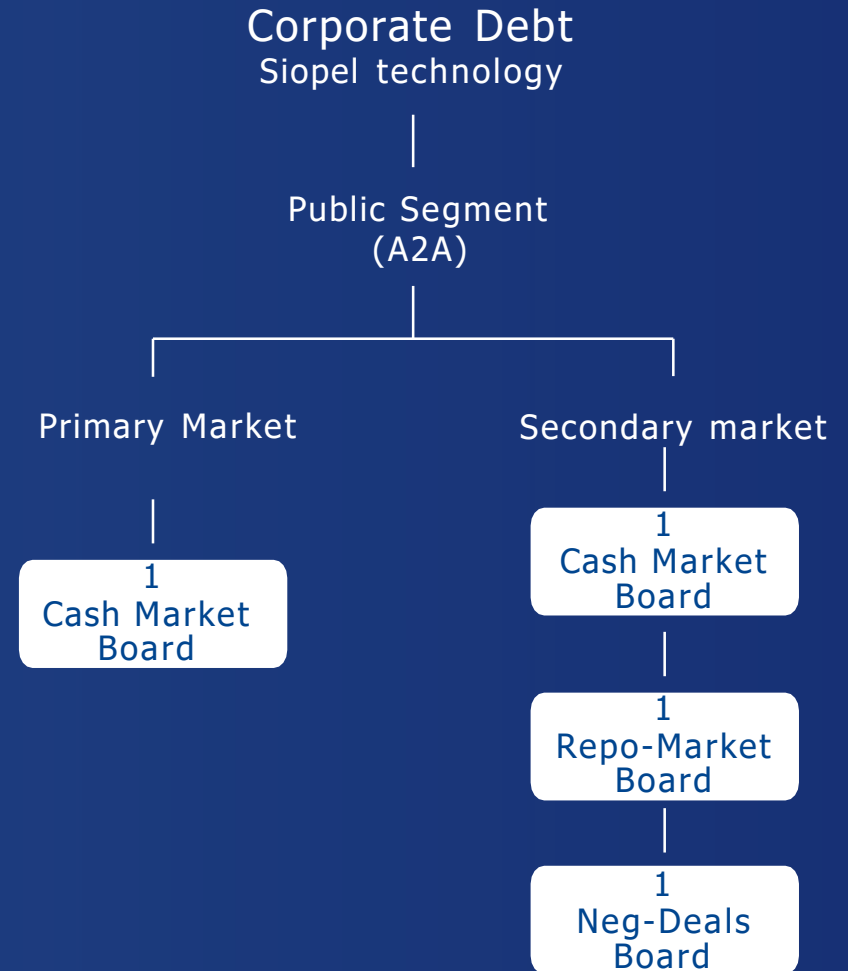 Corporate Debt
Siopel technology
Public Segment
(A2A)
Primary Market
1
Cash Market
Board
Secondary market
1
Cash Market
Board
1
Repo-Market
Board
1
Neg-Deals
Board